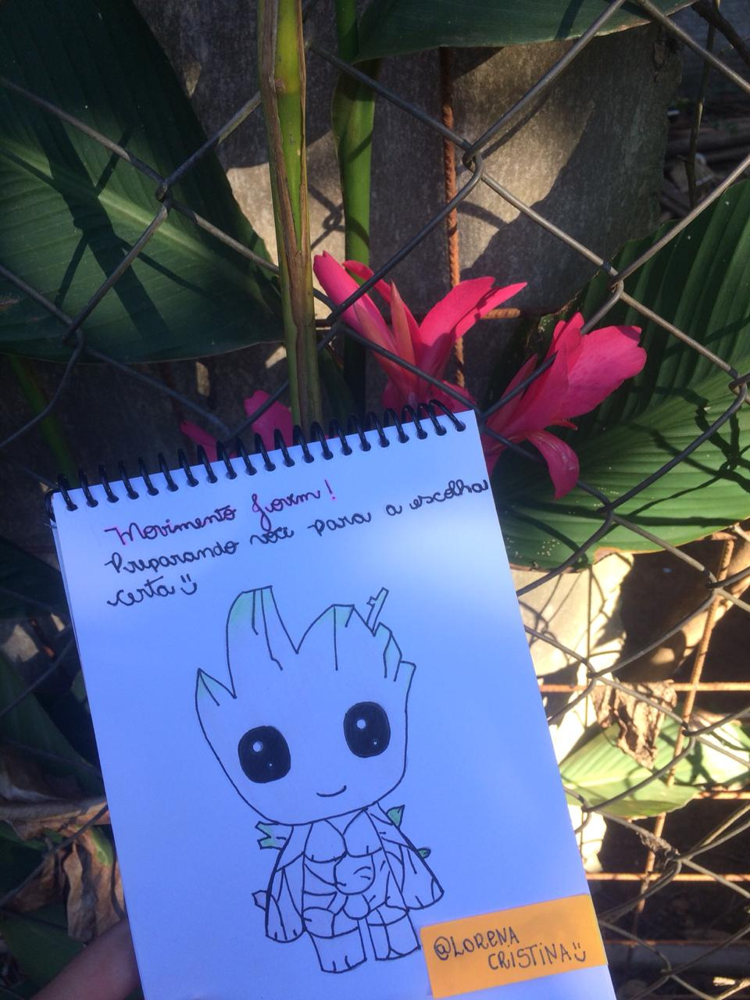 Movimento Jovem!
Preparando você para a escolha
certa
@LORENA
CRISTINA